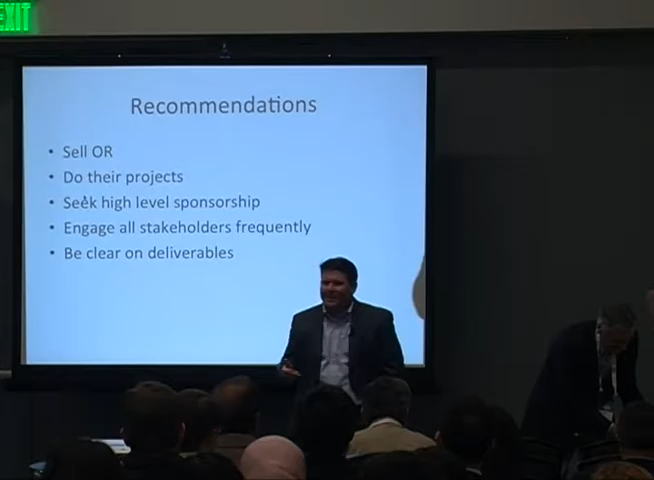 EXIT
Recommendations
• Sell OR
• Do their projects
• Seek high level sponsorship
• Engage all stakeholders frequently
• Be clear on deliverables